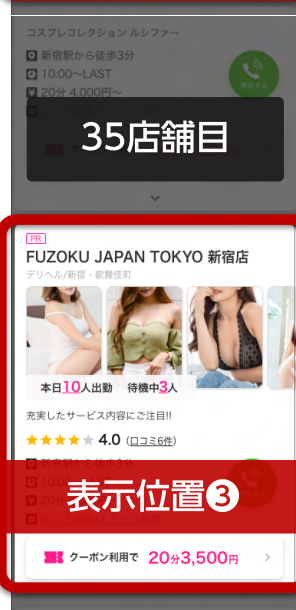 コスプレコレクション ルシファー
新宿駅から徒歩3分
10:00〜LAST
20分 4,000円〜
電話する
35店舗目
PR
FUZOKU JAPAN TOKYO 新宿店
デリヘル/新宿・歌舞伎町
本日10人出勤 待機中3人
充実したサービス内容にご注目!!
★★★★★ 4.0 (口コミ6件)
新宿駅から徒歩3分
表示位置❸
クーポン利用で 20分3,500円